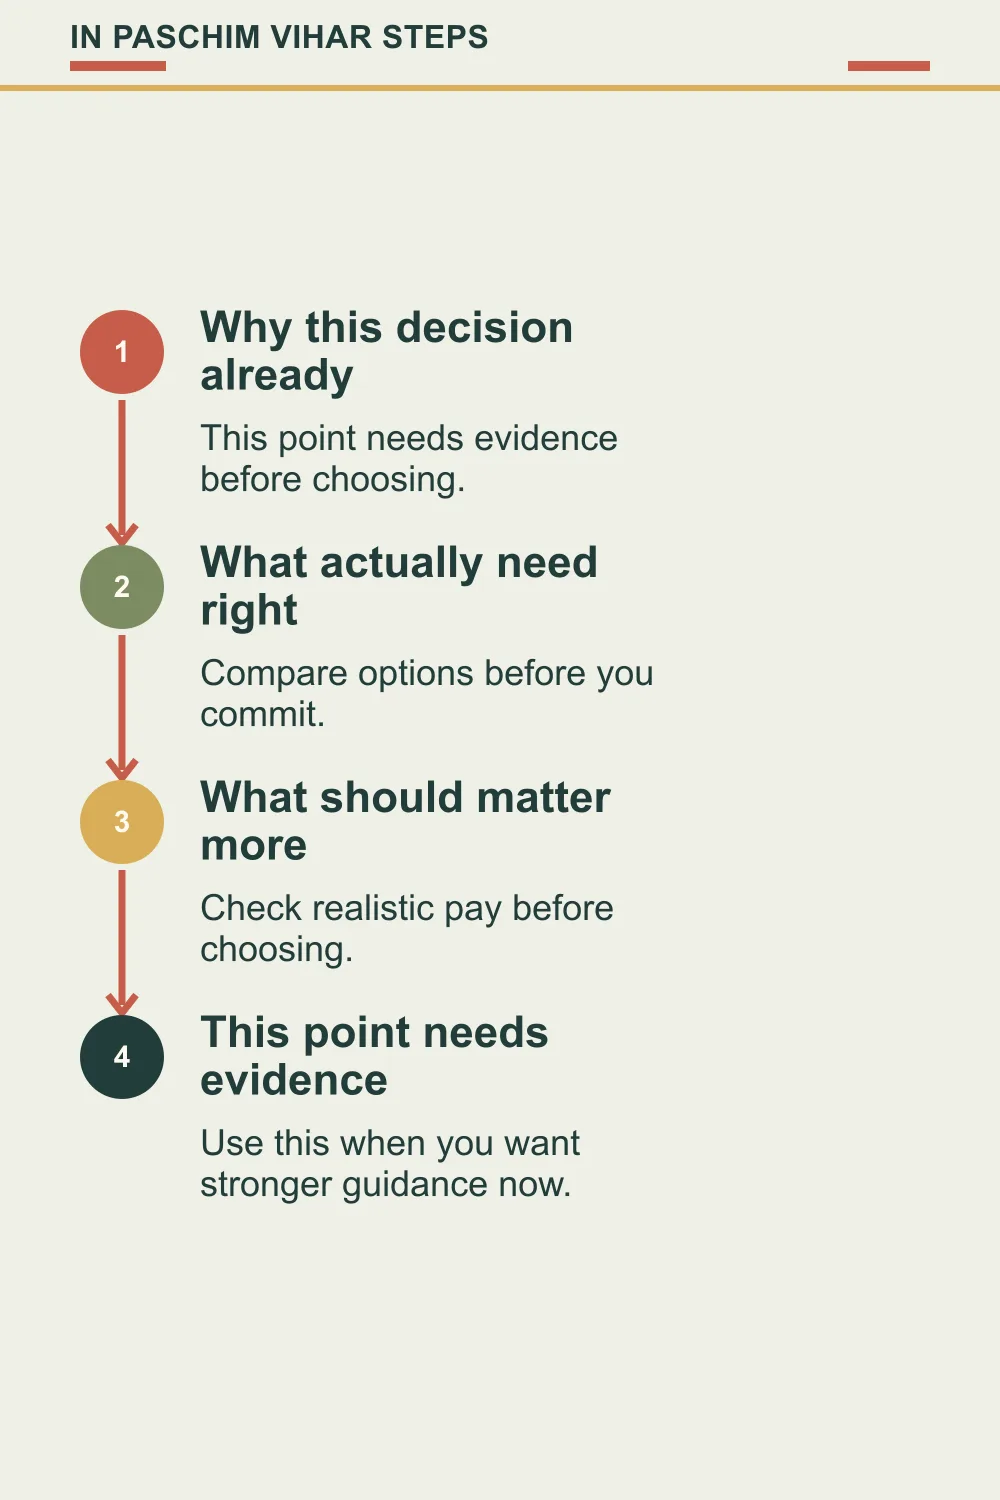 IN PASCHIM VIHAR STEPS
1
Why this decision
already
This point needs evidence
before choosing.
2
What actually need
right
Compare options before you
commit.
3
What should matter
more
Check realistic pay before
choosing.
4
This point needs
evidence
Use this when you want
stronger guidance now.